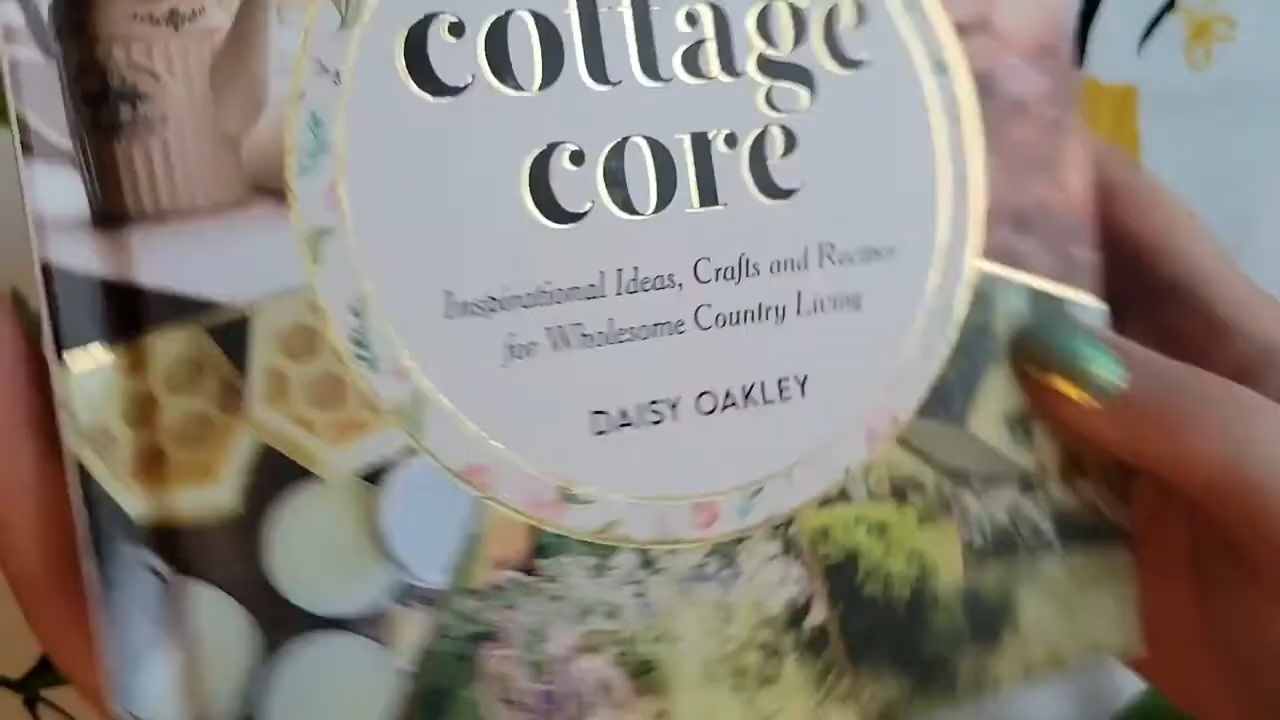 cottage
core
Inspirational Ideas, Crafts and Recipes
for Wholesome Country Living
DAISY OAKLEY